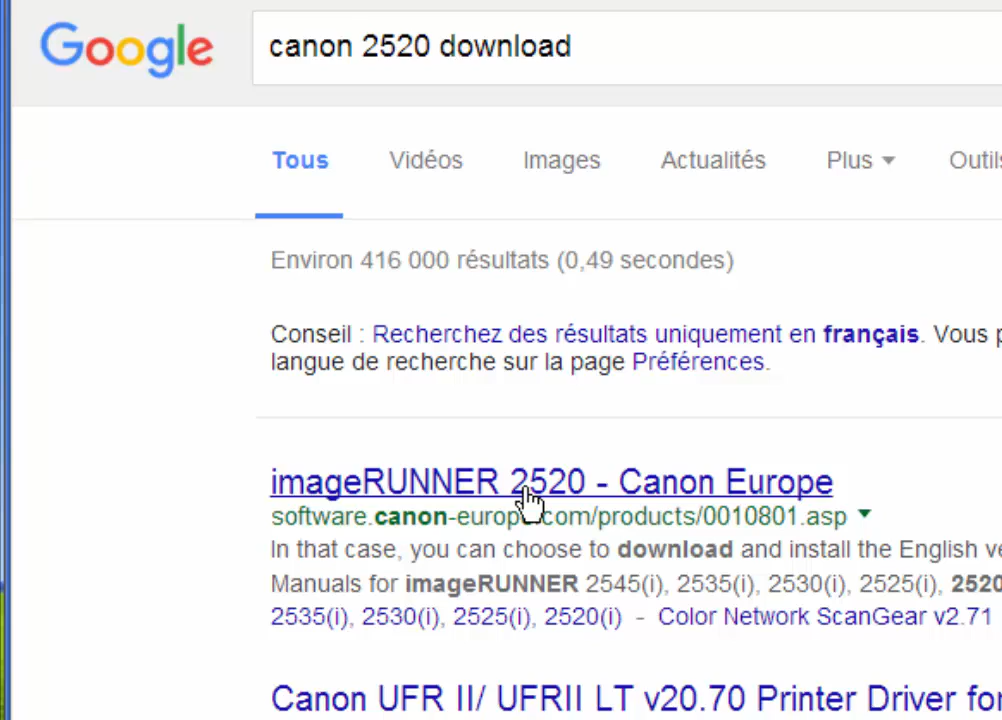 Google
canon 2520 download
Tous Vidéos Images Actualités Plus Outils
Environ 416 000 résultats (0,49 secondes)
Conseil : Recherchez des résultats uniquement en français. Vous
langue de recherche sur la page Préférences.
imageRUNNER 2520 - Canon Europe
software.canon-europe.com/products/0010801.asp
In that case, you can choose to download and install the English
Manuals for imageRUNNER 2545(i), 2535(i), 2530(i), 2525(i), 2520
2535(i), 2530(i), 2525(i), 2520(i) - Color Network ScanGear v2.71
Canon UFR II/ UFRII LT v20.70 Printer Driver for